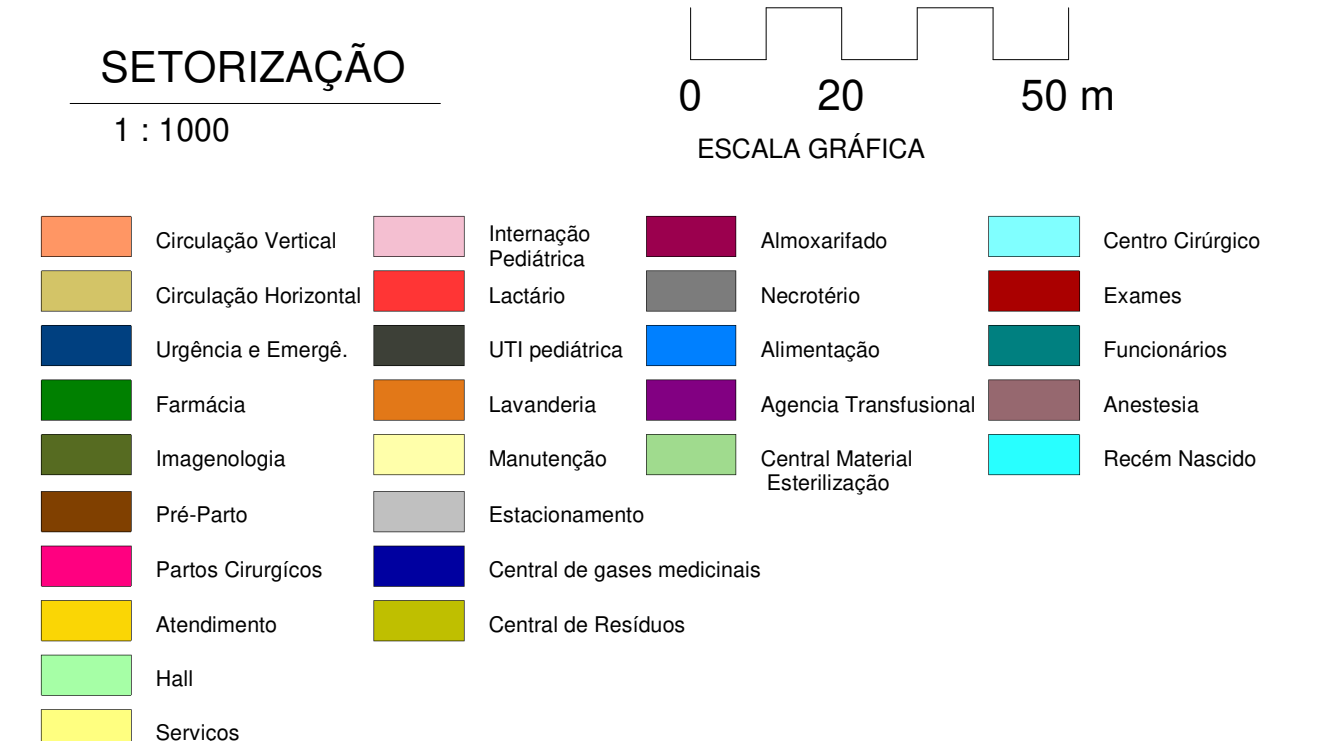 SETORIZAÇÃO
1 : 1000
0 20 50 m
ESCALA GRÁFICA
Circulação Vertical
Circulação Horizontal
Urgência e Emergê.
Farmácia
Imagenologia
Pré-Parto
Partos Cirurgícos
Atendimento
Hall
Serviços
Internação
Pediátrica
Lactário
UTI pediátrica
Lavanderia
Manutenção
Estacionamento
Central de gases medicinais
Central de Resíduos
Almoxarifado
Necrotério
Alimentação
Agencia Transfusional
Central Material
Esterilização
Centro Cirúrgico
Exames
Funcionários
Anestesia
Recém Nascido